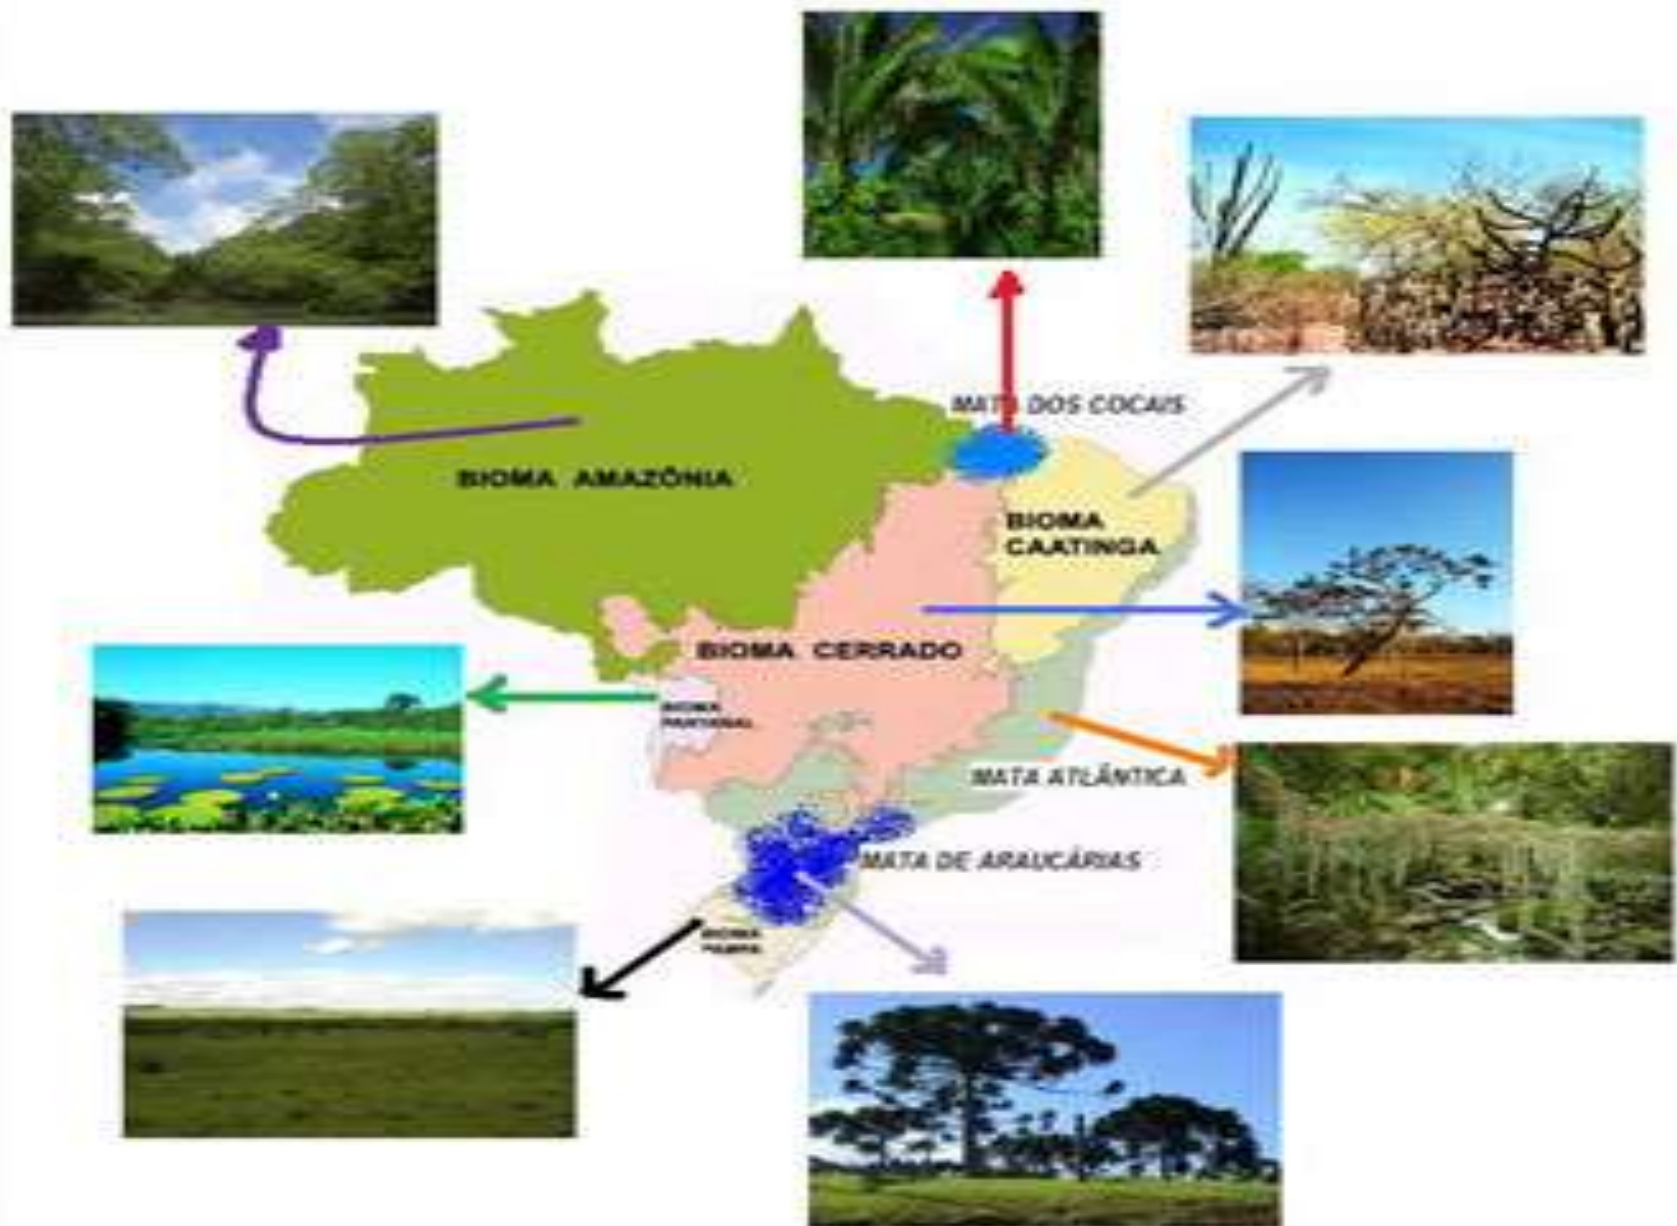 MATA DOS COCAIS
BIOMA AMAZÔNIA
BIOMA
CAATINGA
BIOMA CERRADO
BIOMA
PANTANAL
MATA ATLÂNTICA
MATA DE ARAUCÁRIAS
BIOMA
PAMPA